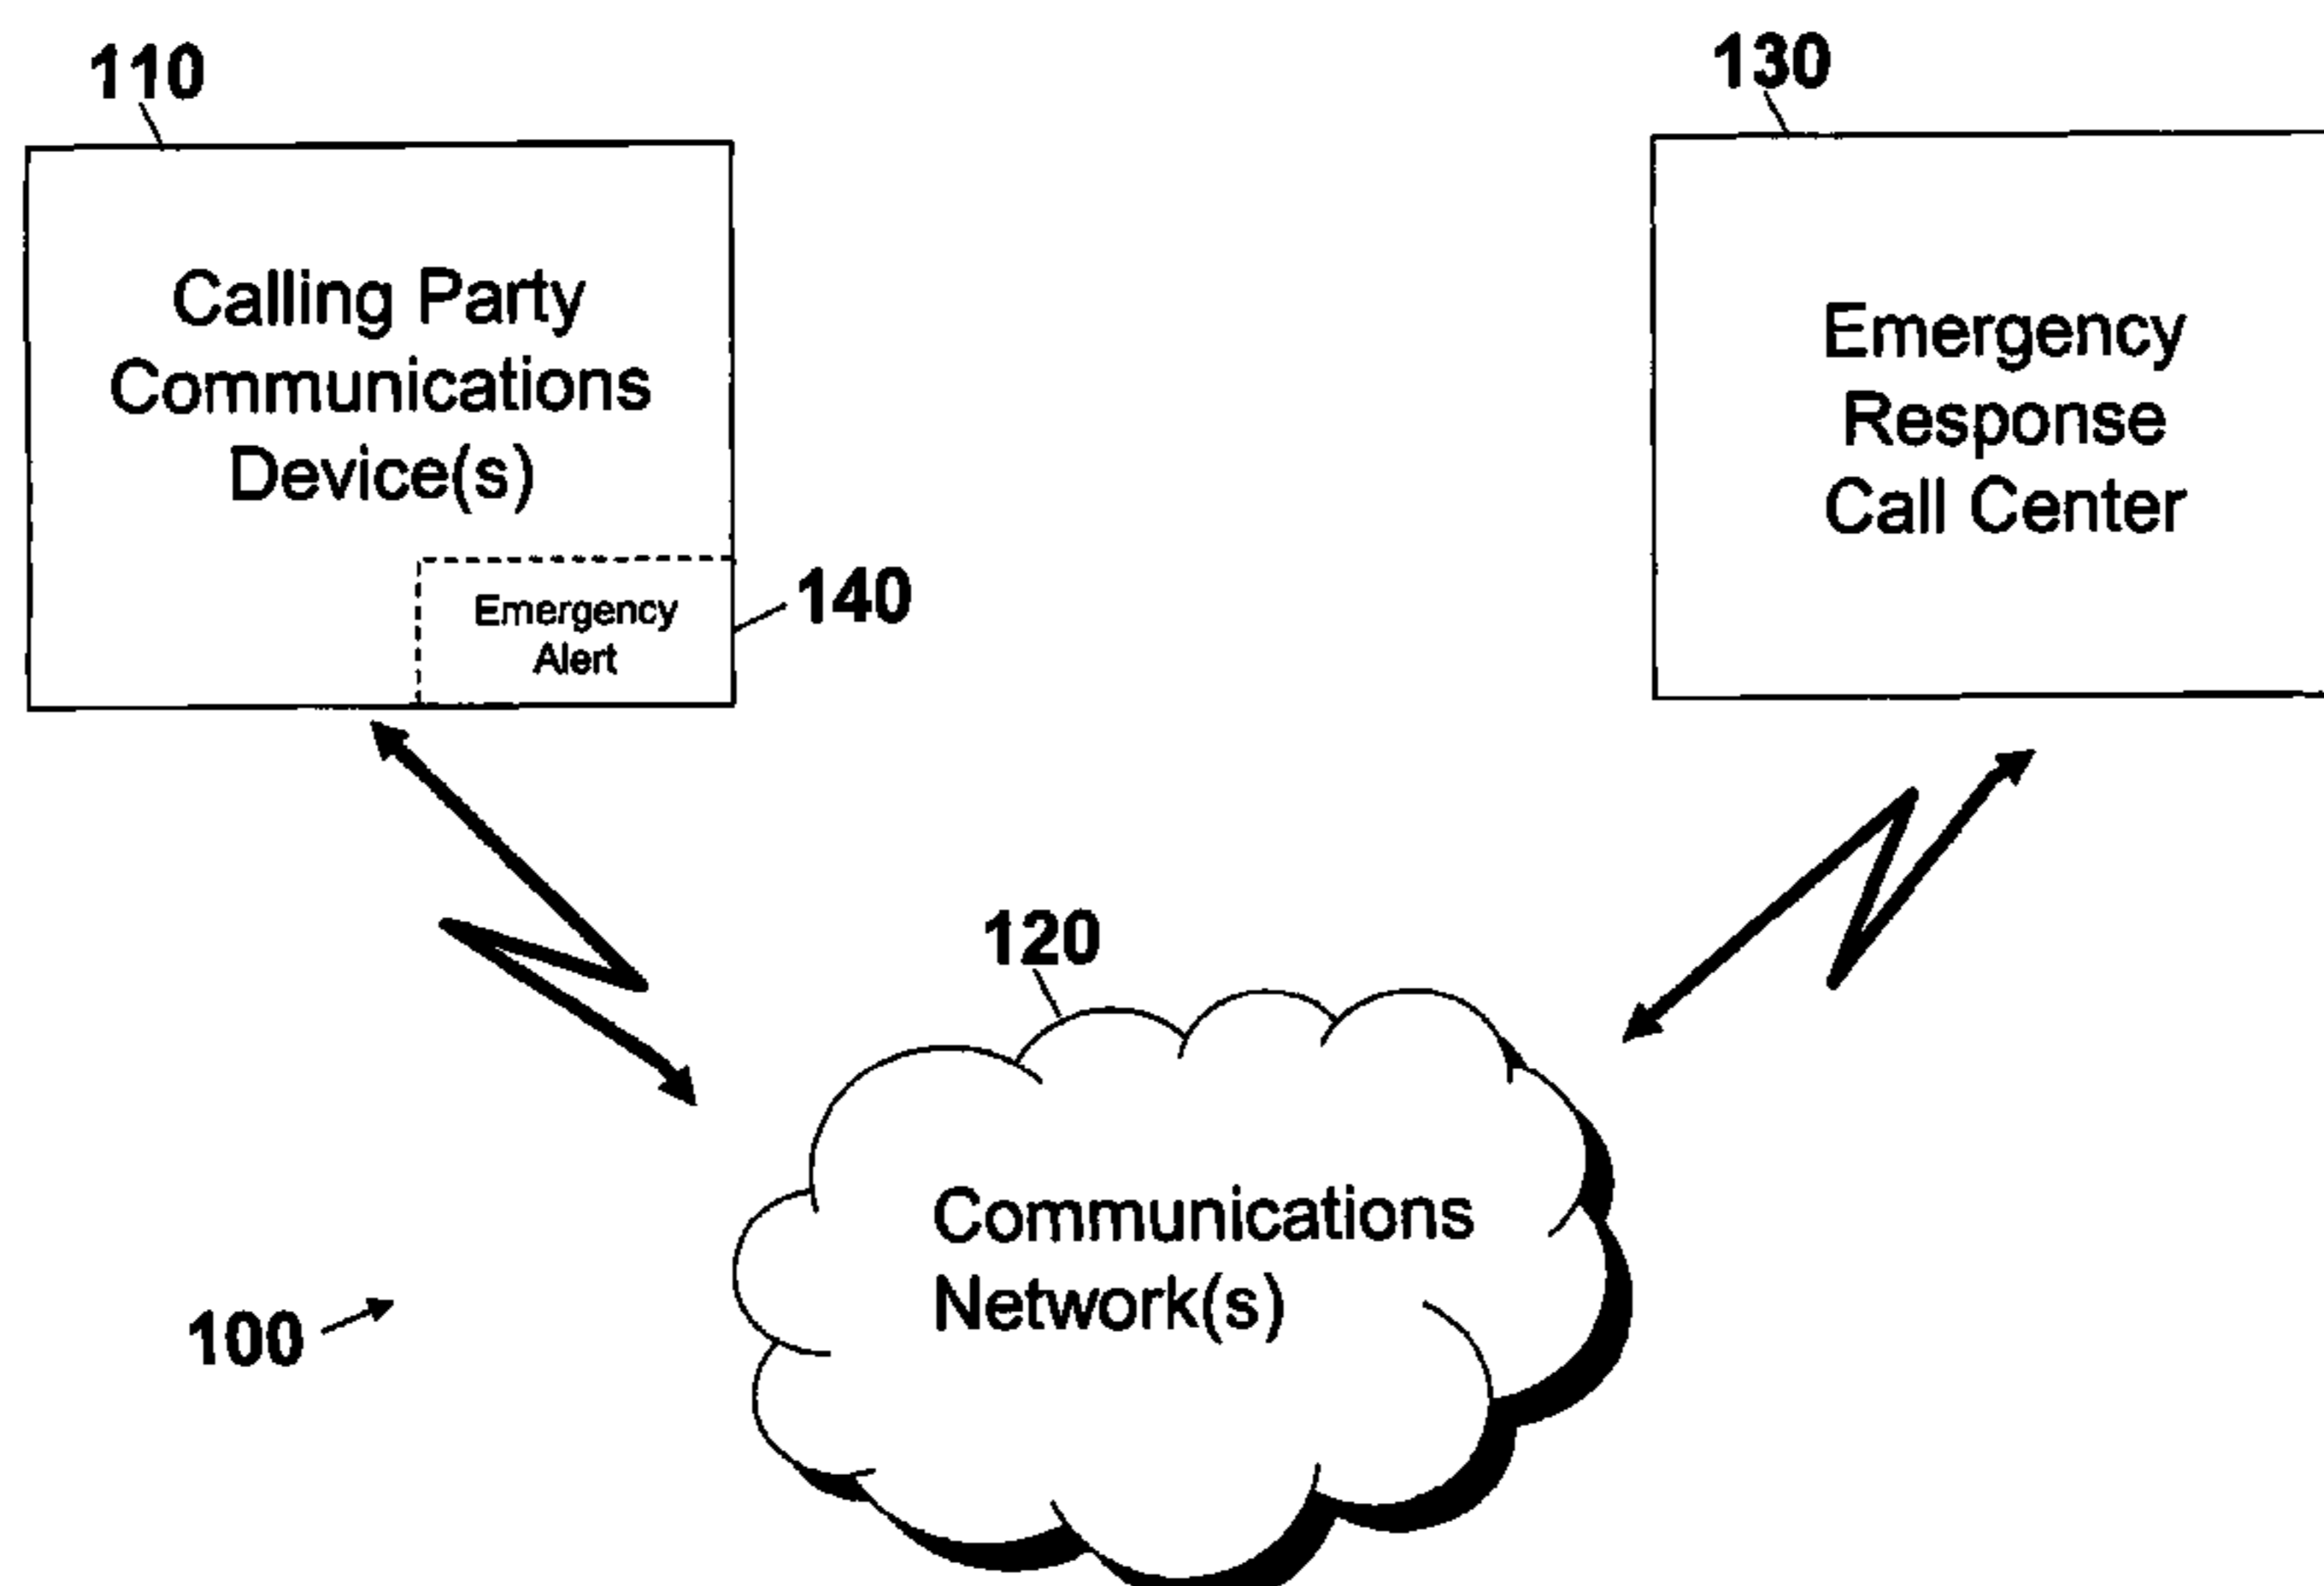 110
130
Calling Party
Communications
Device(s)
Emergency
Response
Call Center
Emergency
Alert
140
120
Communications
Network(s)
100